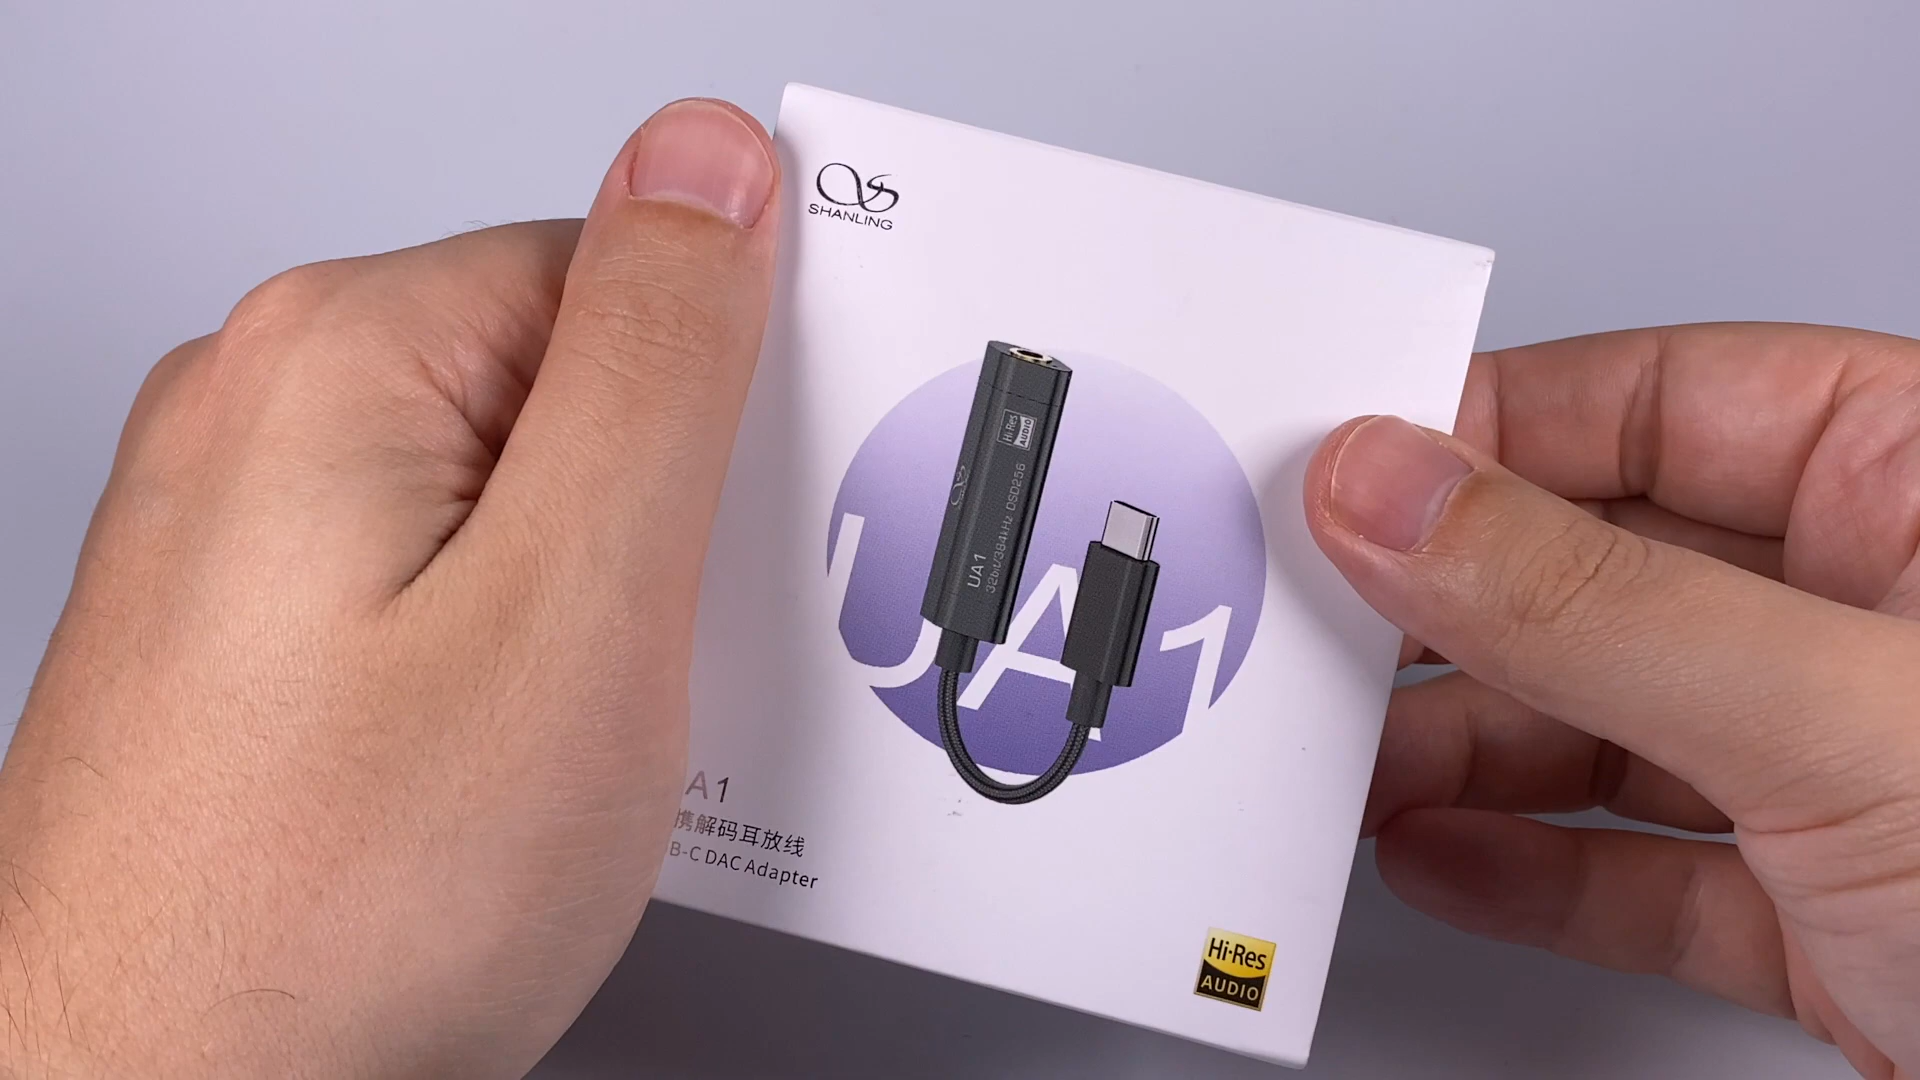 SHANLING
Hi-Res
AUDIO
UA1
32bit/384kHz DSD256
UA1
A1
携解码耳放线
B-C DAC Adapter
Hi-Res
AUDIO